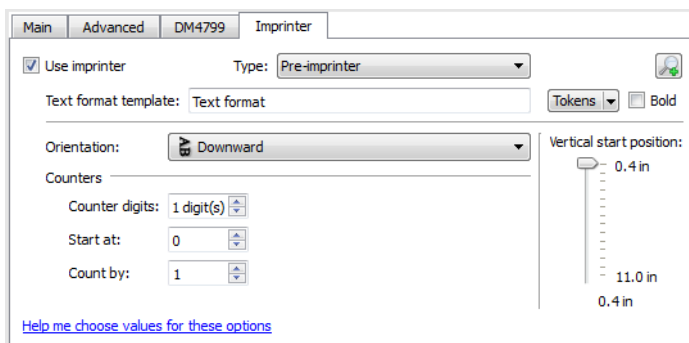 Main Advanced DM4799 Imprinter
Use imprinter Type: Pre-imprinter
Text format template: Text format Tokens Bold
Orientation: AB Downward Vertical start position:
0.4 in
Counters
Counter digits: 1 digit(s)
Start at: 0
Count by: 1 11.0 in
0.4 in
Help me choose values for these options